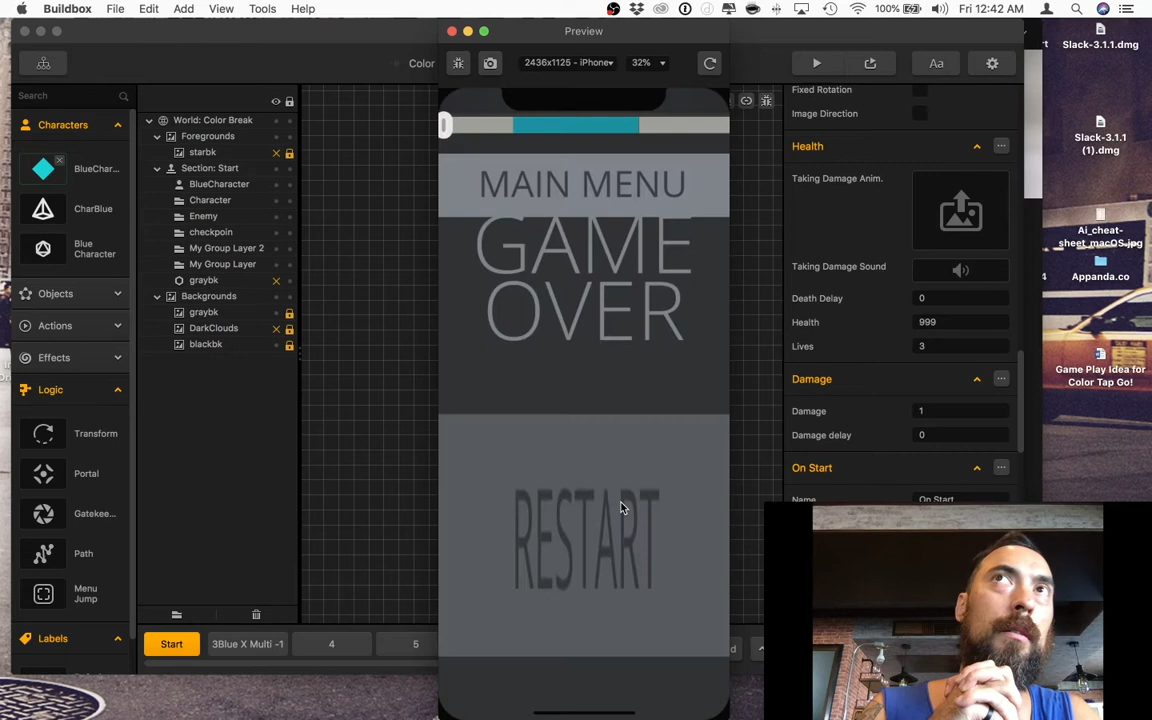 Buildbox File Edit Add View Tools Help
100% Fri 12:42 AM
Preview
Color
2436x1125 - iPhone 32%
Aa
Search
Characters
BlueChar...
CharBlue
Blue
Character
Objects
Actions
Effects
Logic
Transform
Portal
Gatekee...
Path
Menu
Jump
Labels
World: Color Break
Foregrounds
starbk
Section: Start
BlueCharacter
Character
Enemy
checkpoin
My Group Layer 2
My Group Layer
graybk
Backgrounds
graybk
DarkClouds
blackbk
Start 3Blue X Multi -1 4 5
MAIN MENU
GAME
OVER
RESTART
Fixed Rotation
Image Direction
Health
Taking Damage Anim.
Taking Damage Sound
Death Delay 0
Health 999
Lives 3
Damage
Damage 1
Damage delay 0
On Start
Name On Start
Slack-3.1.1.dmg
Slack-3.1.1
(1).dmg
Ai_cheat-
sheet_macOS.jpg
Appanda.co
Game Play Idea for
Color Tap Go!